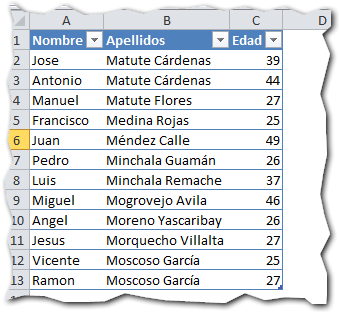 A B C D
1 Nombre Apellidos Edad
2 Jose Matute Cárdenas 39
3 Antonio Matute Cárdenas 44
4 Manuel Matute Flores 27
5 Francisco Medina Rojas 25
6 Juan Méndez Calle 49
7 Pedro Minchala Guamán 26
8 Luis Minchala Remache 37
9 Miguel Mogrovejo Avila 46
10 Angel Moreno Yascaribay 26
11 Jesus Morquecho Villalta 27
12 Vicente Moscoso García 25
13 Ramon Moscoso García 27